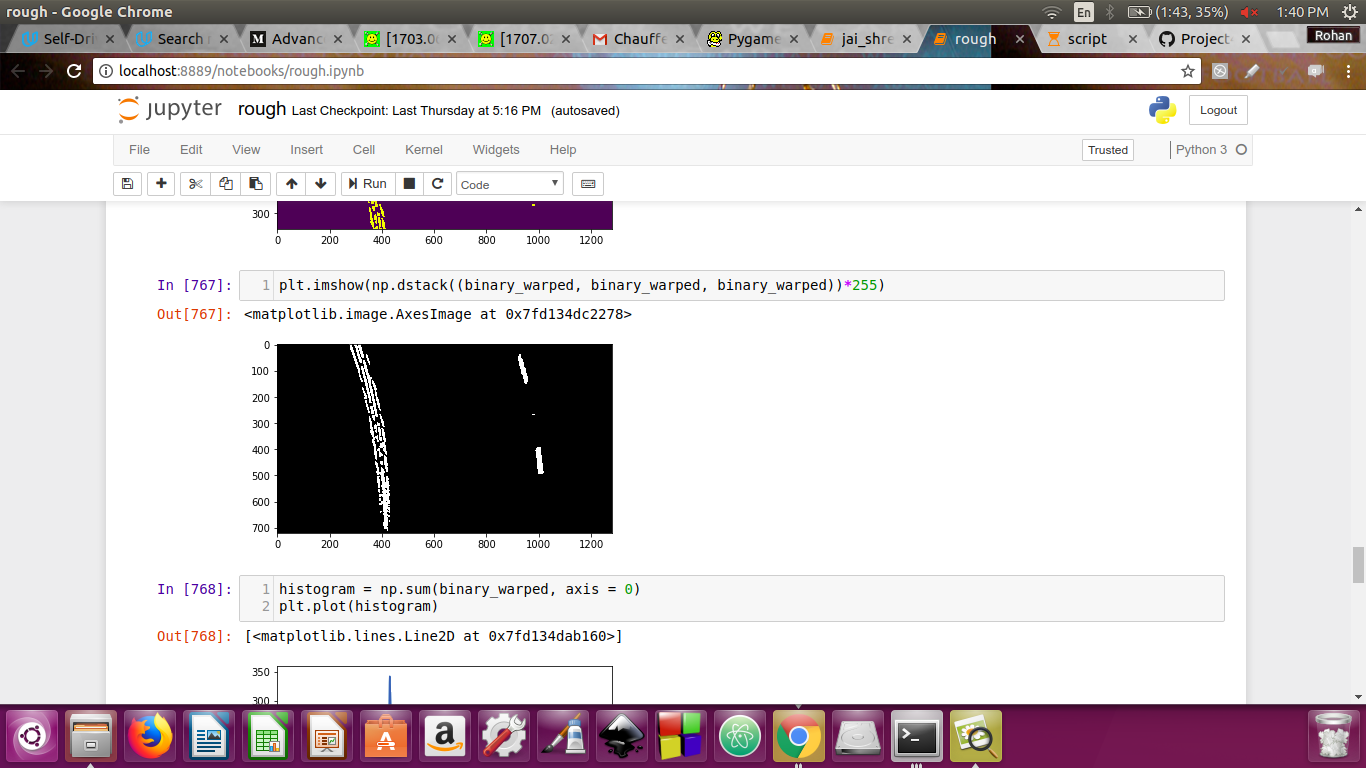 rough - Google Chrome
En
(1:43, 35%)
1:40 PM
Self-Dri
Search
Advanc
[1703.0
[1707.02
Chauffe
Pygame
jai_shre
rough
script
Project
Rohan
localhost:8889/notebooks/rough.ipynb
jupyter rough Last Checkpoint: Last Thursday at 5:16 PM (autosaved)
Logout
File Edit View Insert Cell Kernel Widgets Help
Trusted
Python 3
Run
Code
300
0 200 400 600 800 1000 1200
In [767]:
1 plt.imshow(np.dstack((binary_warped, binary_warped, binary_warped))*255)
Out[767]: <matplotlib.image.AxesImage at 0x7fd134dc2278>
0
100
200
300
400
500
600
700
0 200 400 600 800 1000 1200
In [768]:
1 histogram = np.sum(binary_warped, axis = 0)
2 plt.plot(histogram)
Out[768]: [<matplotlib.lines.Line2D at 0x7fd134dab160>]
350
300